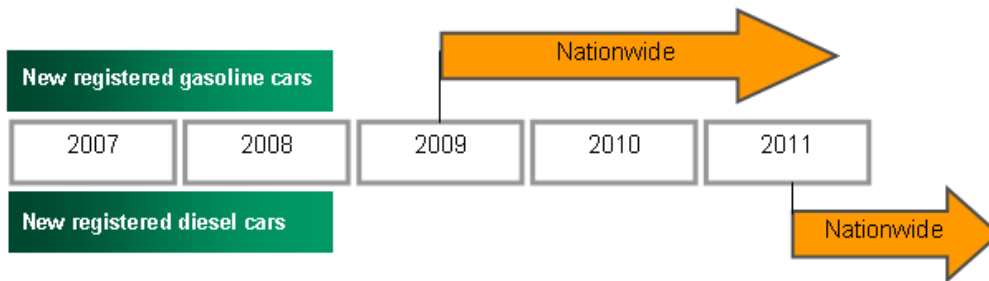 Nationwide
New registered gasoline cars
2007 2008 2009 2010 2011
New registered diesel cars
Nationwide